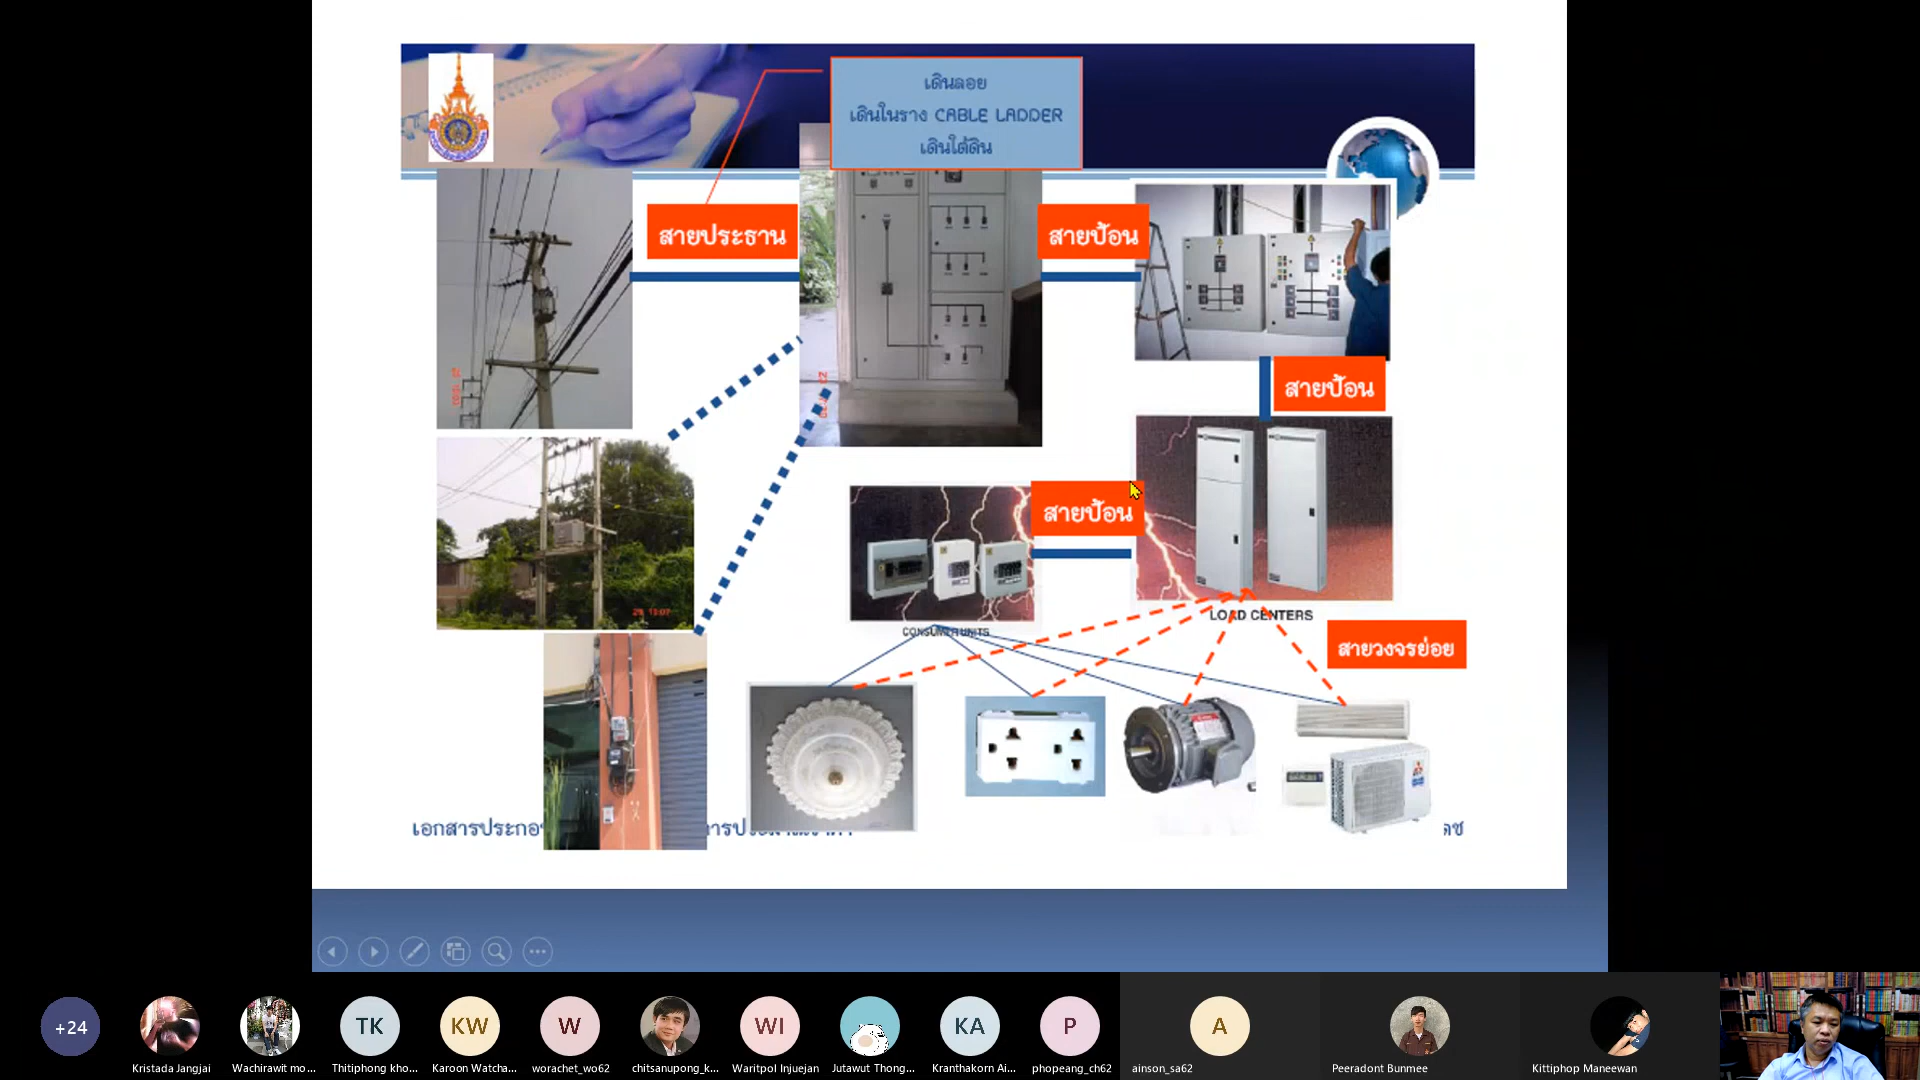 เดินลอย
เดินในราง CABLE LADDER
เดินใต้ดิน
สายประธาน
สายป้อน
สายป้อน
สายป้อน
CONSUMER UNITS
LOAD CENTERS
สายวงจรย่อย
เอกสารประกอบ
+24
TK
KW
W
WI
KA
P
A
Kristada Jangjai
Wachirawit mo...
Thitiphong kho...
Karoon Watcha...
worachet_wo62
chitsanupong_k...
Waritpol Injuejan
Jutawut Thong...
Kranthakorn Ai...
phopeang_ch62
ainson_sa62
Peeradont Bunmee
Kittiphop Maneewan